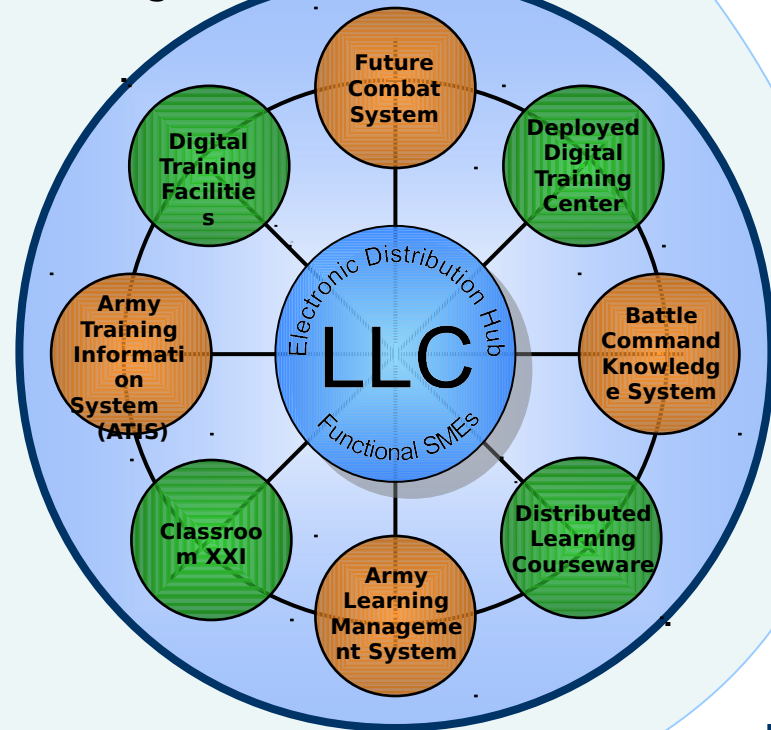 Future
Combat
System
Digital
Training
Facilitie
s
Deployed
Digital
Training
Center
Electronic Distribution Hub
LLC
Functional SMEs
Army
Training
Informati
on
System
(ATIS)
Battle
Command
Knowledg
e System
Classroo
m XXI
Distributed
Learning
Courseware
Army
Learning
Manageme
nt System